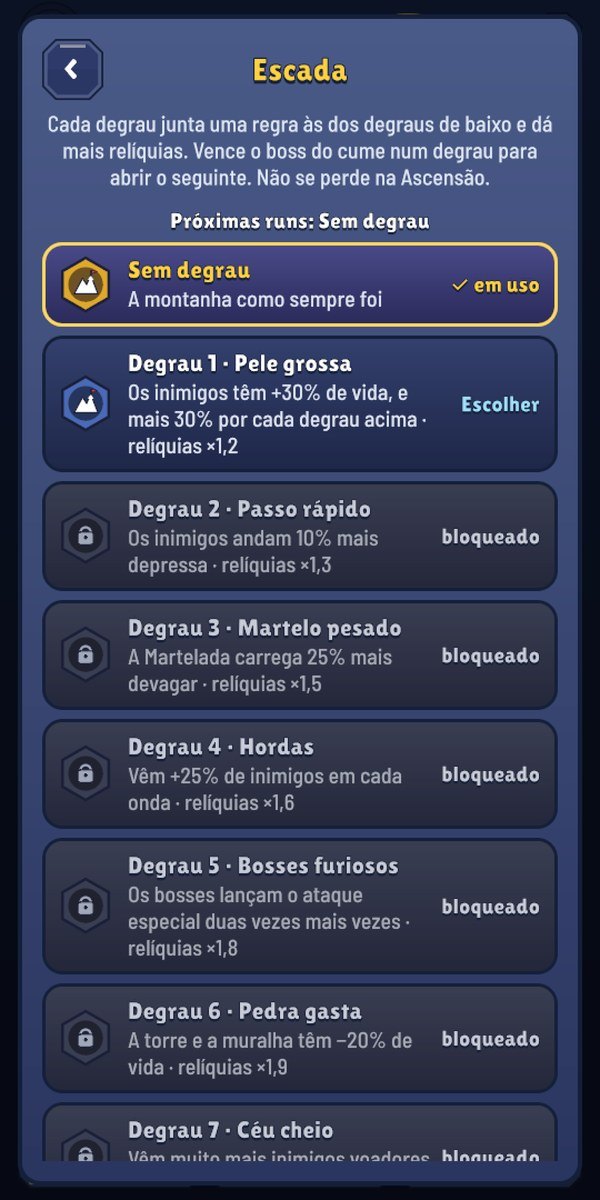 Escada
Cada degrau junta uma regra às dos degraus de baixo e dá
mais relíquias. Vence o boss do cume num degrau para
abrir o seguinte. Não se perde na Ascensão.
Próximas runs: Sem degrau
Sem degrau
A montanha como sempre foi
✓ em uso
Degrau 1 · Pele grossa
Os inimigos têm +30% de vida, e
mais 30% por cada degrau acima ·
relíquias ×1,2
Escolher
Degrau 2 · Passo rápido
Os inimigos andam 10% mais
depressa · relíquias ×1,3
bloqueado
Degrau 3 · Martelo pesado
A Martelada carrega 25% mais
devagar · relíquias ×1,5
bloqueado
Degrau 4 · Hordas
Vêm +25% de inimigos em cada
onda · relíquias ×1,6
bloqueado
Degrau 5 · Bosses furiosos
Os bosses lançam o ataque
especial duas vezes mais vezes ·
relíquias ×1,8
bloqueado
Degrau 6 · Pedra gasta
A torre e a muralha têm −20% de
vida · relíquias ×1,9
bloqueado
Degrau 7 · Céu cheio
Vêm muito mais inimigos voadores
bloqueado